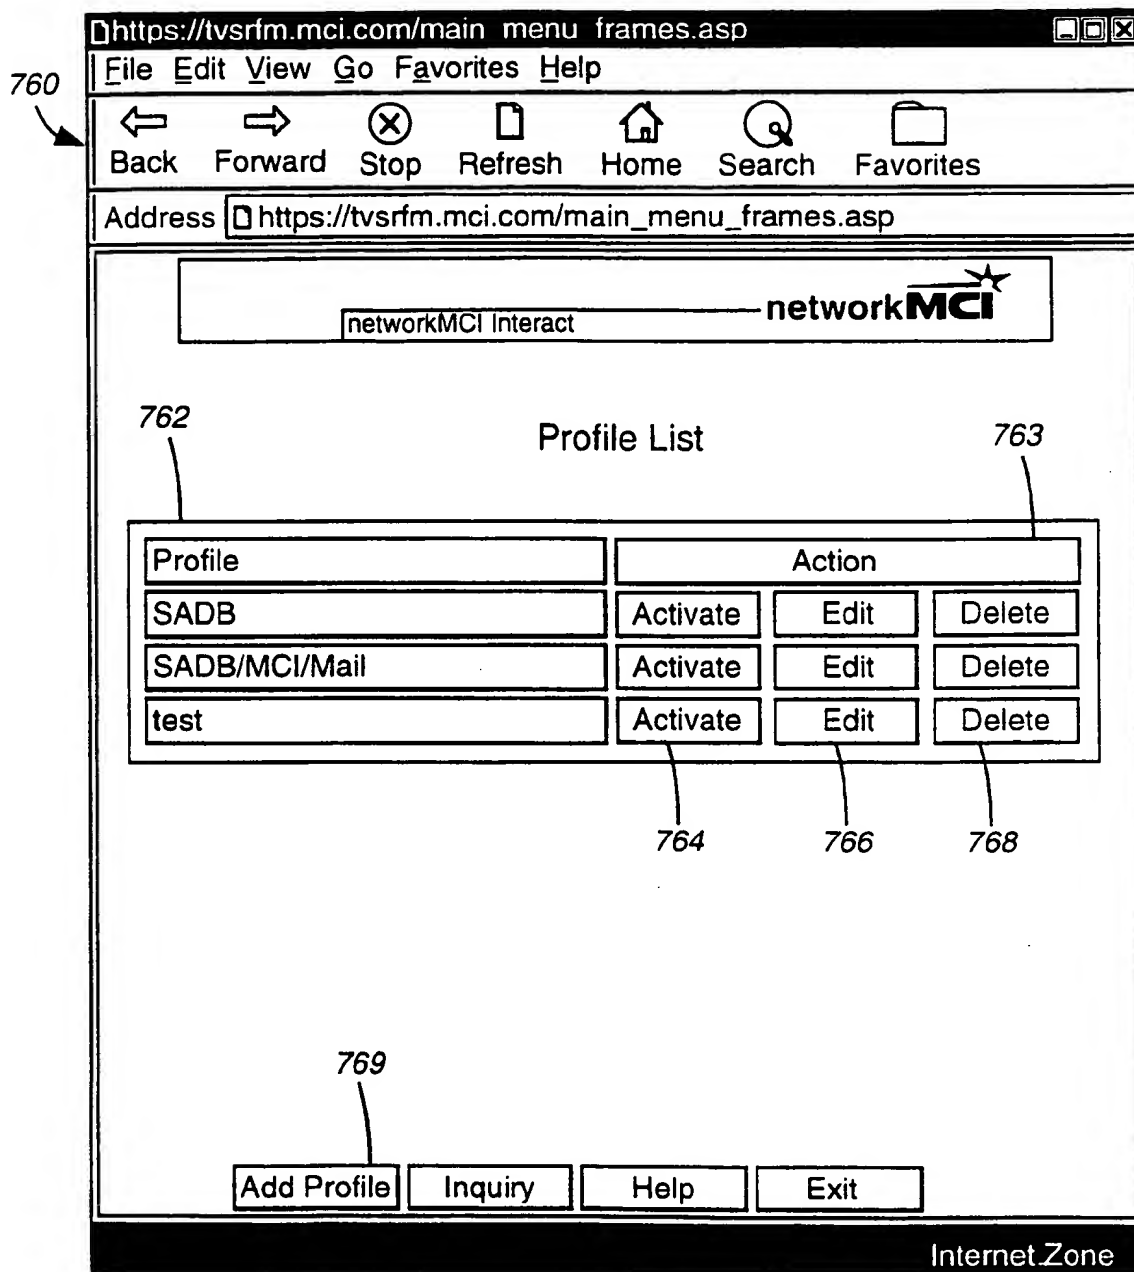 https://tvsrfm.mci.com/main menu frames.asp
760
File Edit View Go Favorites Help
Back Forward Stop Refresh Home Search Favorites
Address https://tvsrfm.mci.com/main_menu_frames.asp
networkMCI Interact
networkMCI
762
Profile List
763
Profile Action
SADB Activate Edit Delete
SADB/MCI/Mail Activate Edit Delete
test Activate Edit Delete
764 766 768
769
Add Profile Inquiry Help Exit
Internet Zone